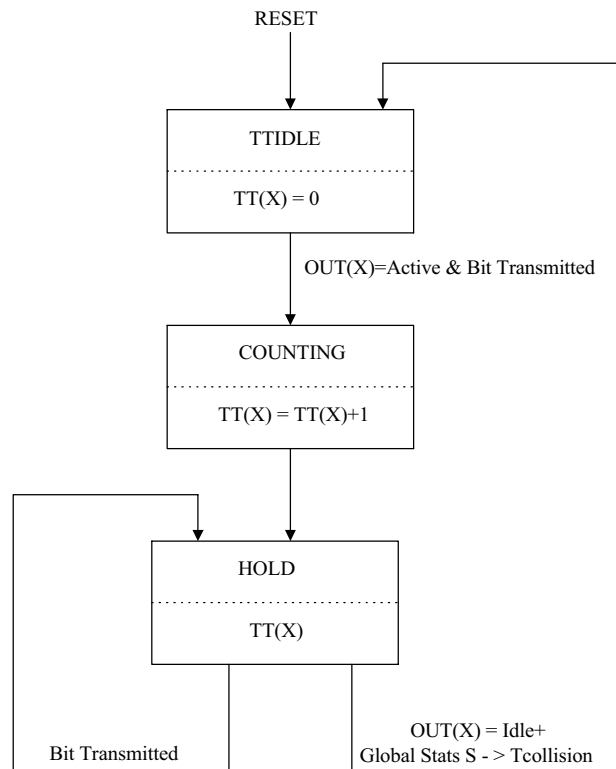 RESET
TTIDLE
TT(X) = 0
OUT(X)=Active & Bit Transmitted
COUNTING
TT(X) = TT(X)+1
HOLD
TT(X)
Bit Transmitted
OUT(X) = Idle+
Global Stats S - > Tcollision